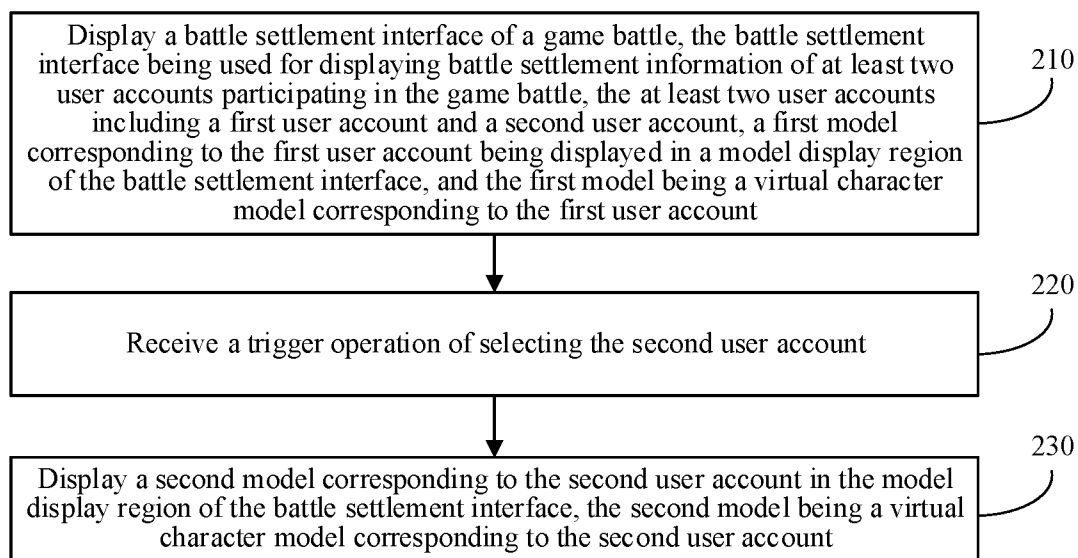 Display a battle settlement interface of a game battle, the battle settlement
interface being used for displaying battle settlement information of at least two
user accounts participating in the game battle, the at least two user accounts
including a first user account and a second user account, a first model
corresponding to the first user account being displayed in a model display region
of the battle settlement interface, and the first model being a virtual character
model corresponding to the first user account
210
Receive a trigger operation of selecting the second user account
220
Display a second model corresponding to the second user account in the model
display region of the battle settlement interface, the second model being a virtual
character model corresponding to the second user account
230